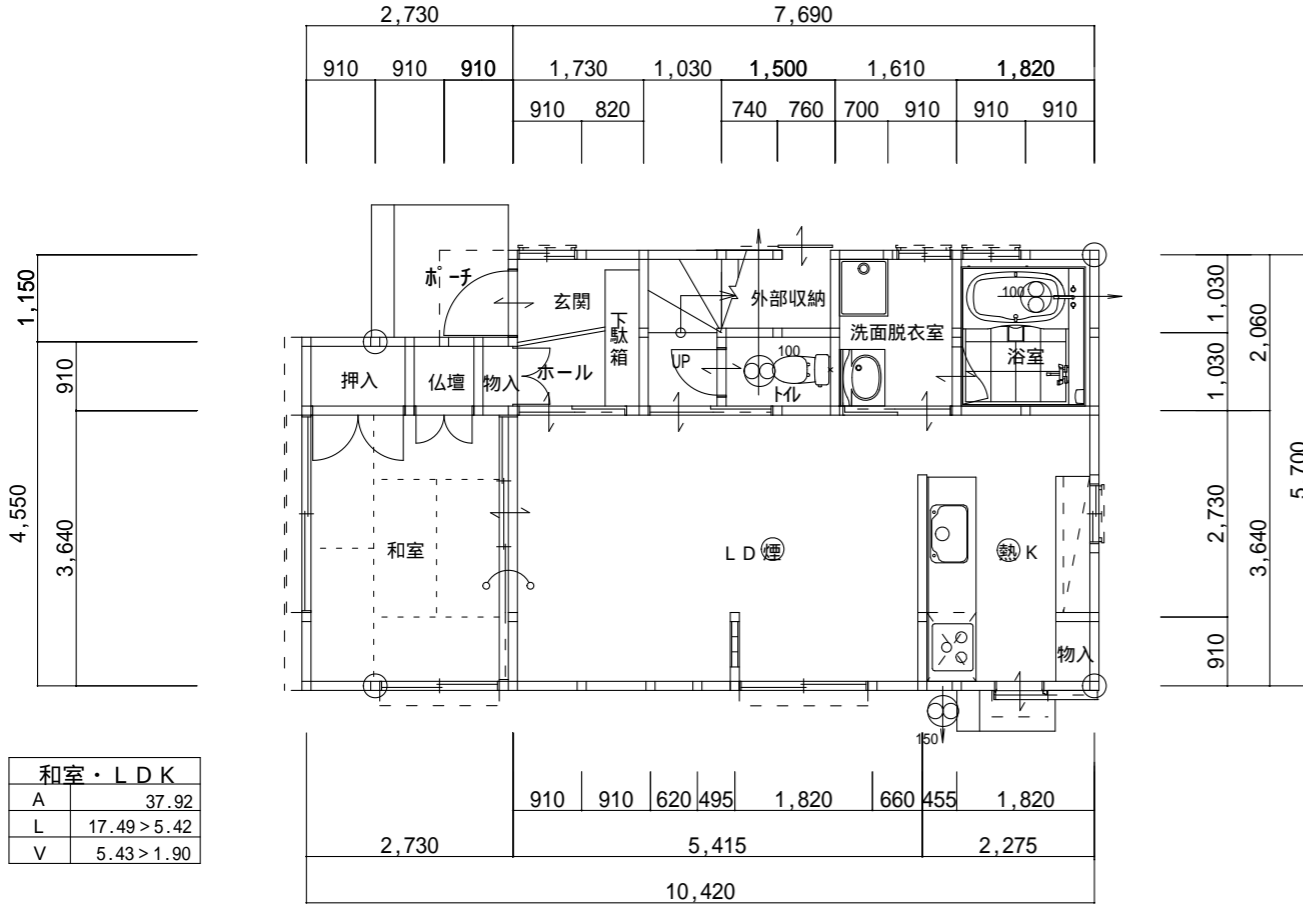 2,730 7,690
910 910 910 1,730 1,030 1,500 1,610 1,820
910 820 740 760 700 910 910 910
1,150
910
4,550
3,640
1,030
2,060
1,030
5,700
2,730
3,640
910
ポーチ
玄関
下駄箱
外部収納
100
洗面脱衣室
浴室
押入
仏壇
物入
ホール
UP
100
トイレ
和室
LD 煙
熱 K
物入
150
和室・LDK
A 37.92
L 17.49>5.42
V 5.43>1.90
910 910 620 495 1,820 660 455 1,820
2,730 5,415 2,275
10,420